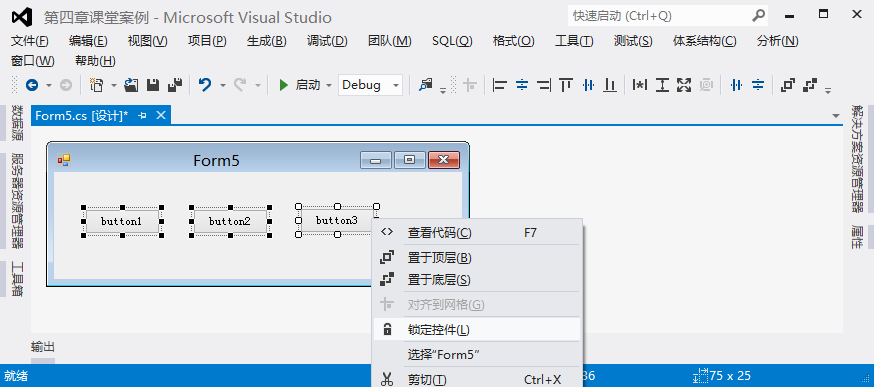 第四章课堂案例 - Microsoft Visual Studio
快速启动 (Ctrl+Q)
文件(F) 编辑(E) 视图(V) 项目(P) 生成(B) 调试(D) 团队(M) SQL(Q) 格式(O) 工具(T) 测试(S) 体系结构(C) 分析(N)
窗口(W) 帮助(H)
启动 Debug
数据源
服务器资源管理器
工具箱
Form5.cs [设计]*
Form5
button1 button2 button3
查看代码(C) F7
置于顶层(B)
置于底层(S)
对齐到网格(G)
锁定控件(L)
选择"Form5"
剪切(T) Ctrl+X
解决方案资源管理器
属性
输出
就绪
36
75 x 25